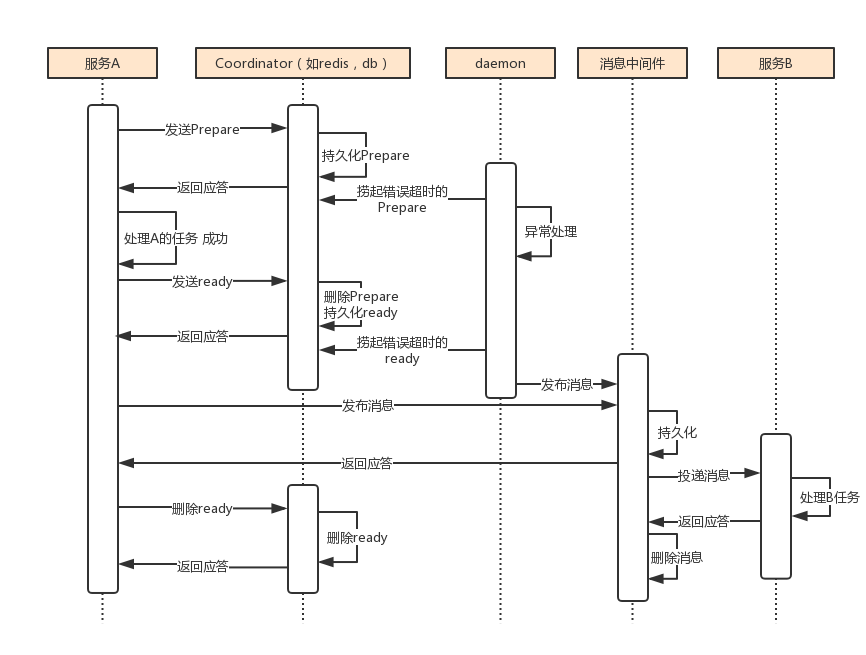 服务A
Coordinator（如redis，db）
daemon
消息中间件
服务B
发送Prepare
持久化Prepare
返回应答
捞起错误超时的
Prepare
处理A的任务 成功
异常处理
发送ready
删除Prepare
持久化ready
返回应答
捞起错误超时的
ready
发布消息
发布消息
持久化
返回应答
投递消息
处理B任务
删除ready
返回应答
删除ready
删除消息
返回应答